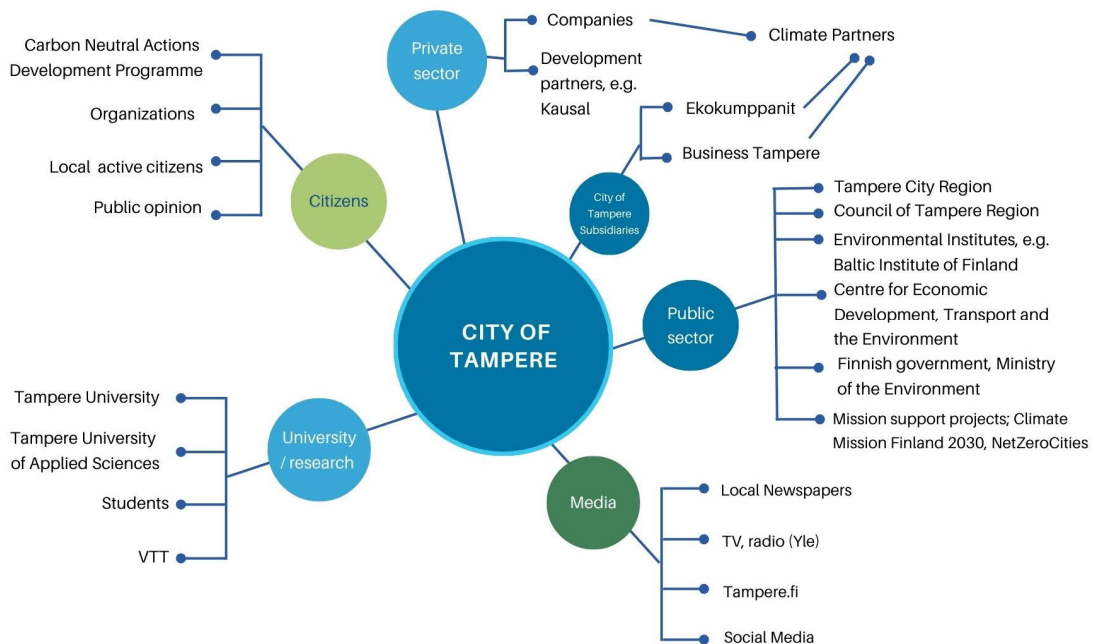 Carbon Neutral Actions
Development Programme
Organizations
Local active citizens
Public opinion
Citizens
Private
sector
Companies
Development
partners, e.g.
Kausal
Climate Partners
Ekokumppanit
Business Tampere
City of
Tampere
Subsidiaries
CITY OF
TAMPERE
Public
sector
Tampere City Region
Council of Tampere Region
Environmental Institutes, e.g.
Baltic Institute of Finland
Centre for Economic
Development, Transport and
the Environment
Finnish government, Ministry
of the Environment
Mission support projects; Climate
Mission Finland 2030, NetZeroCities
Tampere University
Tampere University
of Applied Sciences
Students
VTT
University
/ research
Media
Local Newspapers
TV, radio (Yle)
Tampere.fi
Social Media